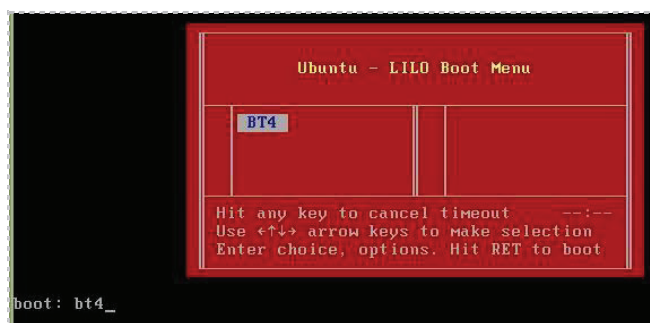 Ubuntu - LILO Boot Menu
BT4
Hit any key to cancel timeout --:--
Use ←↑↓→ arrow keys to make selection
Enter choice, options. Hit RET to boot
boot: bt4_